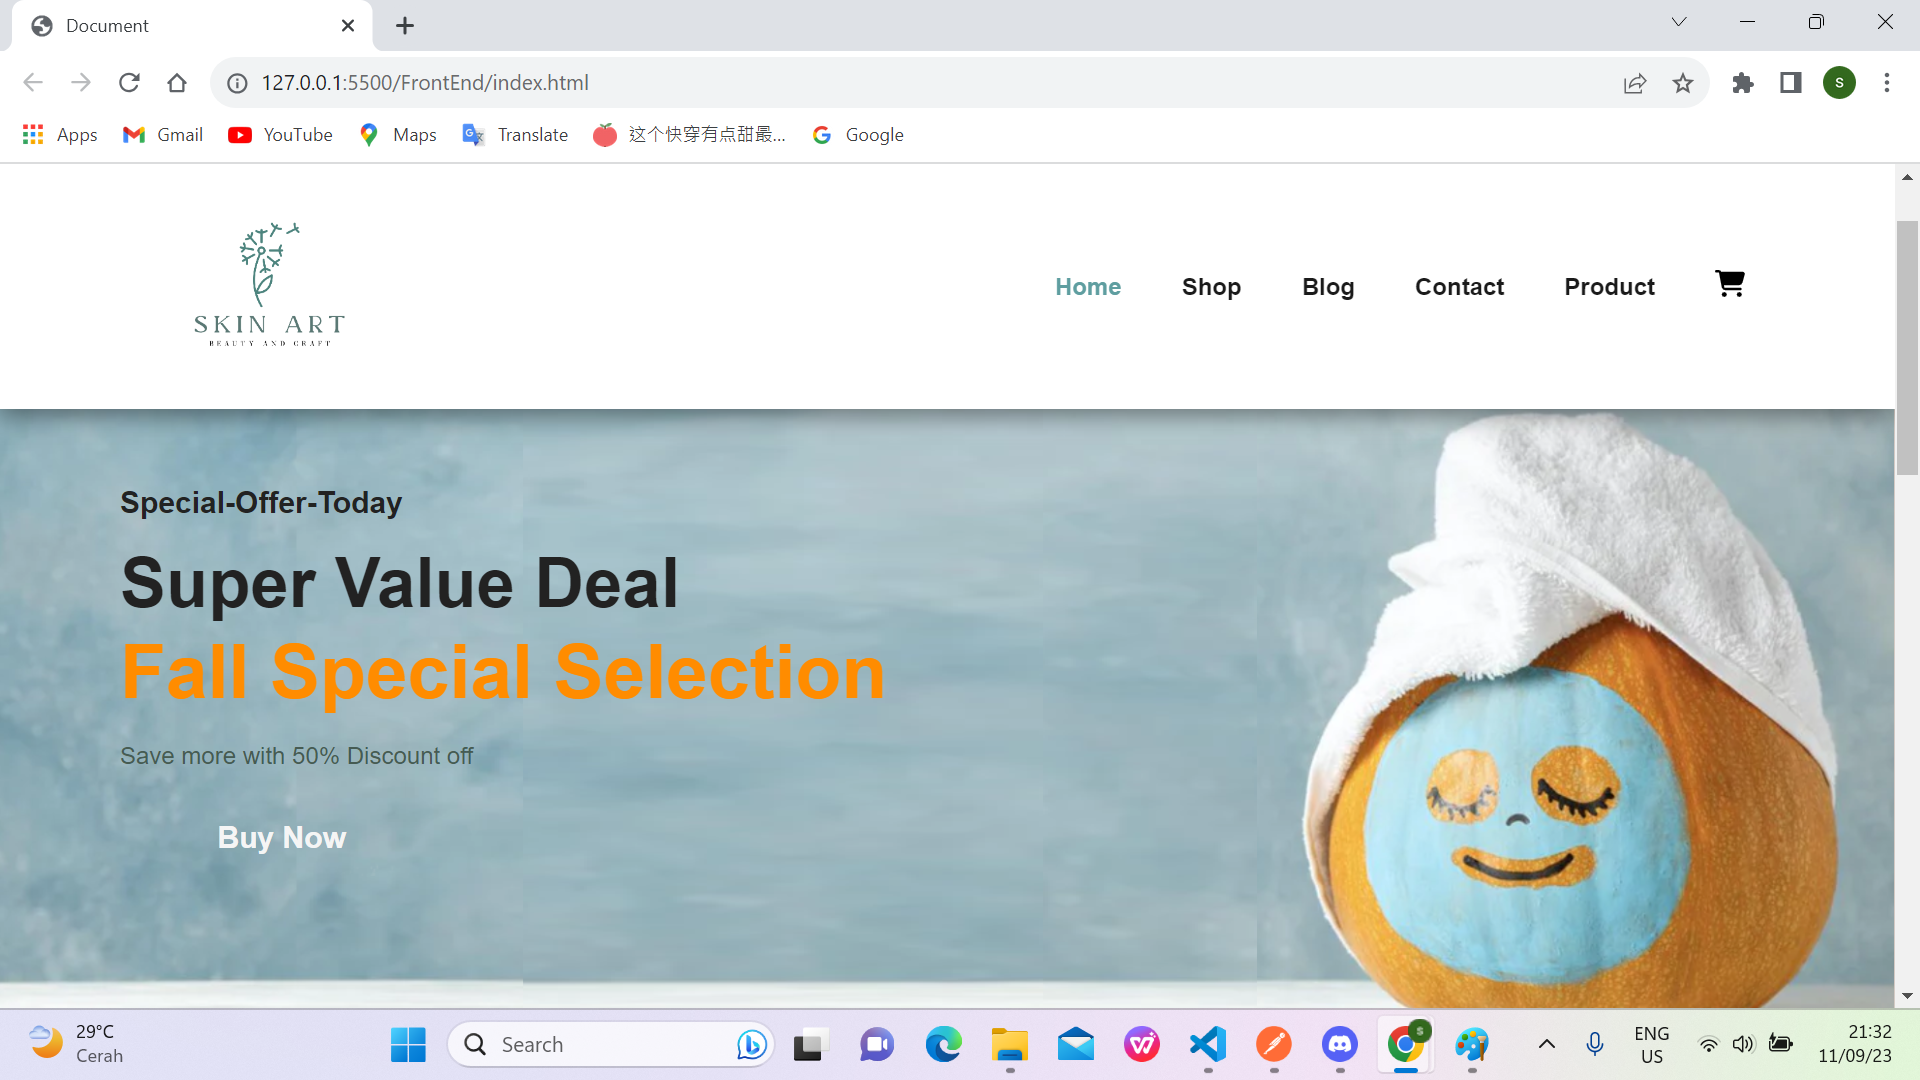 Document
127.0.0.1:5500/FrontEnd/index.html
S
Apps
Gmail
YouTube
Maps
Translate
这个快穿有点甜最...
Google
SKIN ART
BEAUTY AND CRAFT
Home
Shop
Blog
Contact
Product
Special-Offer-Today
Super Value Deal
Fall Special Selection
Save more with 50% Discount off
Buy Now
29°C
Cerah
Search
ENG
US
21:32
11/09/23